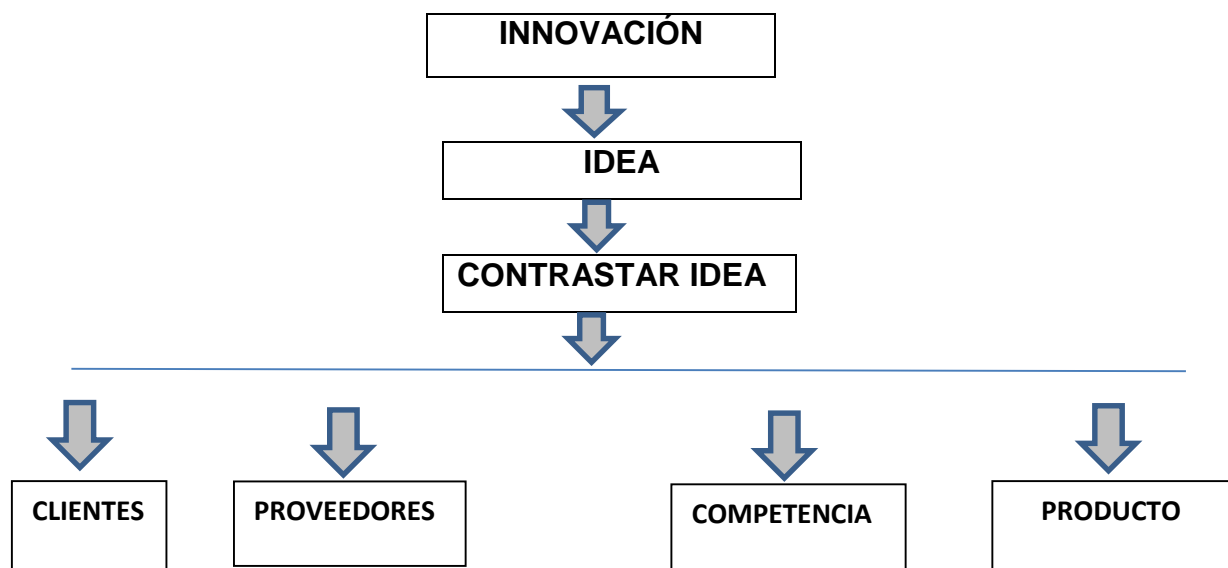 INNOVACIÓN
IDEA
CONTRASTAR IDEA
CLIENTES
PROVEEDORES
COMPETENCIA
PRODUCTO